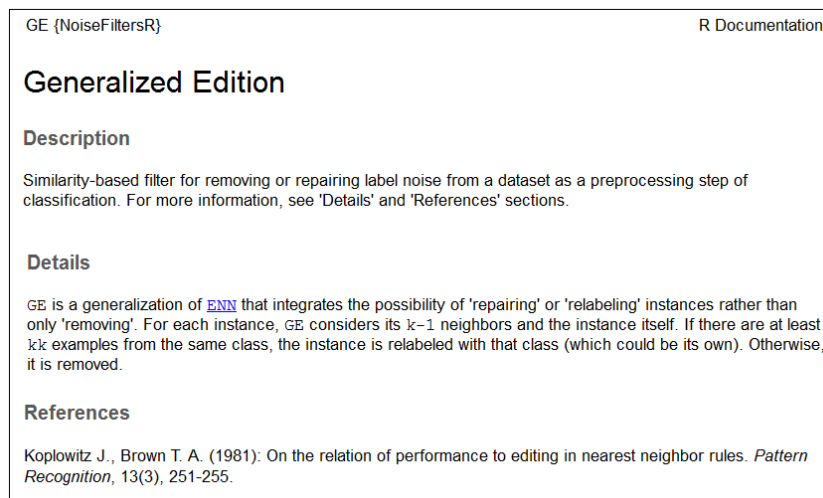 GE {NoiseFiltersR} R Documentation
Generalized Edition
Description
Similarity-based filter for removing or repairing label noise from a dataset as a preprocessing step of
classification. For more information, see 'Details' and 'References' sections.
Details
GE is a generalization of ENN that integrates the possibility of 'repairing' or 'relabeling' instances rather than
only 'removing'. For each instance, GE considers its k-1 neighbors and the instance itself. If there are at least
kk examples from the same class, the instance is relabeled with that class (which could be its own). Otherwise,
it is removed.
References
Koplowitz J., Brown T. A. (1981): On the relation of performance to editing in nearest neighbor rules. Pattern
Recognition, 13(3), 251-255.